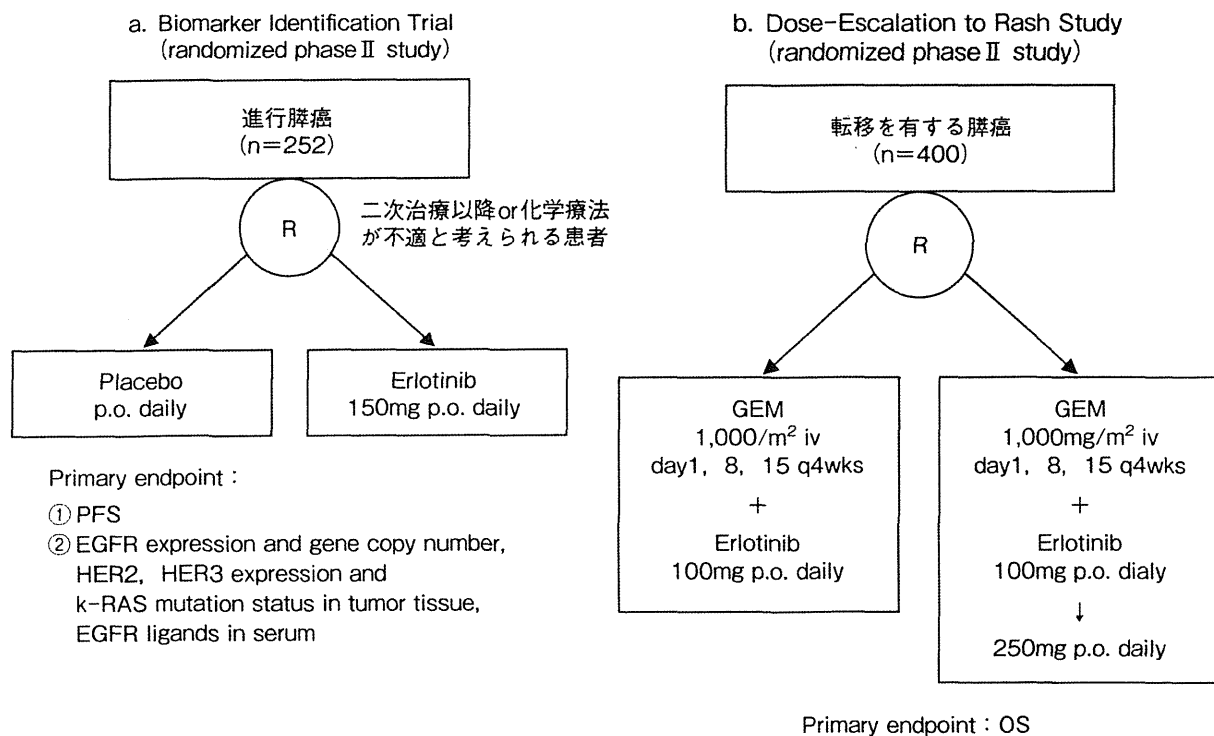 a. Biomarker Identification Trial
(randomized phase Ⅱ study)
進行膵癌
(n=252)
R
二次治療以降or化学療法
が不適と考えられる患者
Placebo
p.o. daily
Erlotinib
150mg p.o. daily
Primary endpoint：
① PFS
② EGFR expression and gene copy number,
HER2, HER3 expression and
k-RAS mutation status in tumor tissue,
EGFR ligands in serum
b. Dose-Escalation to Rash Study
(randomized phase Ⅱ study)
転移を有する膵癌
(n=400)
R
GEM
1,000/m² iv
day1, 8, 15 q4wks
+
Erlotinib
100mg p.o. daily
GEM
1,000mg/m² iv
day1, 8, 15 q4wks
+
Erlotinib
100mg p.o. dialy
↓
250mg p.o. daily
Primary endpoint：OS